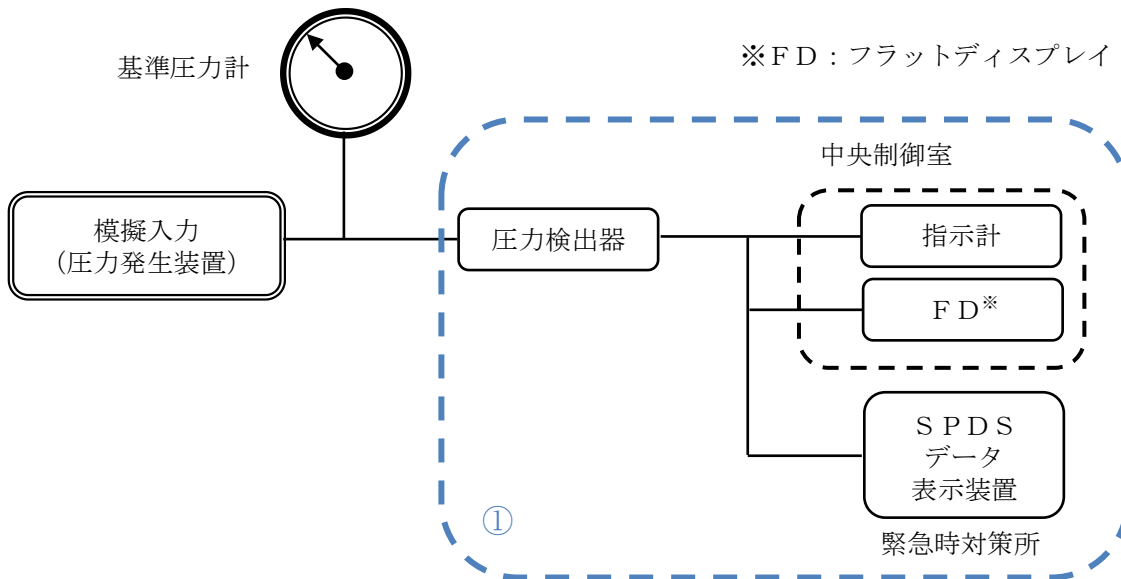 基準圧力計
※ＦＤ：フラットディスプレイ
中央制御室
模擬入力
（圧力発生装置）
圧力検出器
指示計
ＦＤ※
ＳＰＤＳ
データ
表示装置
①
緊急時対策所